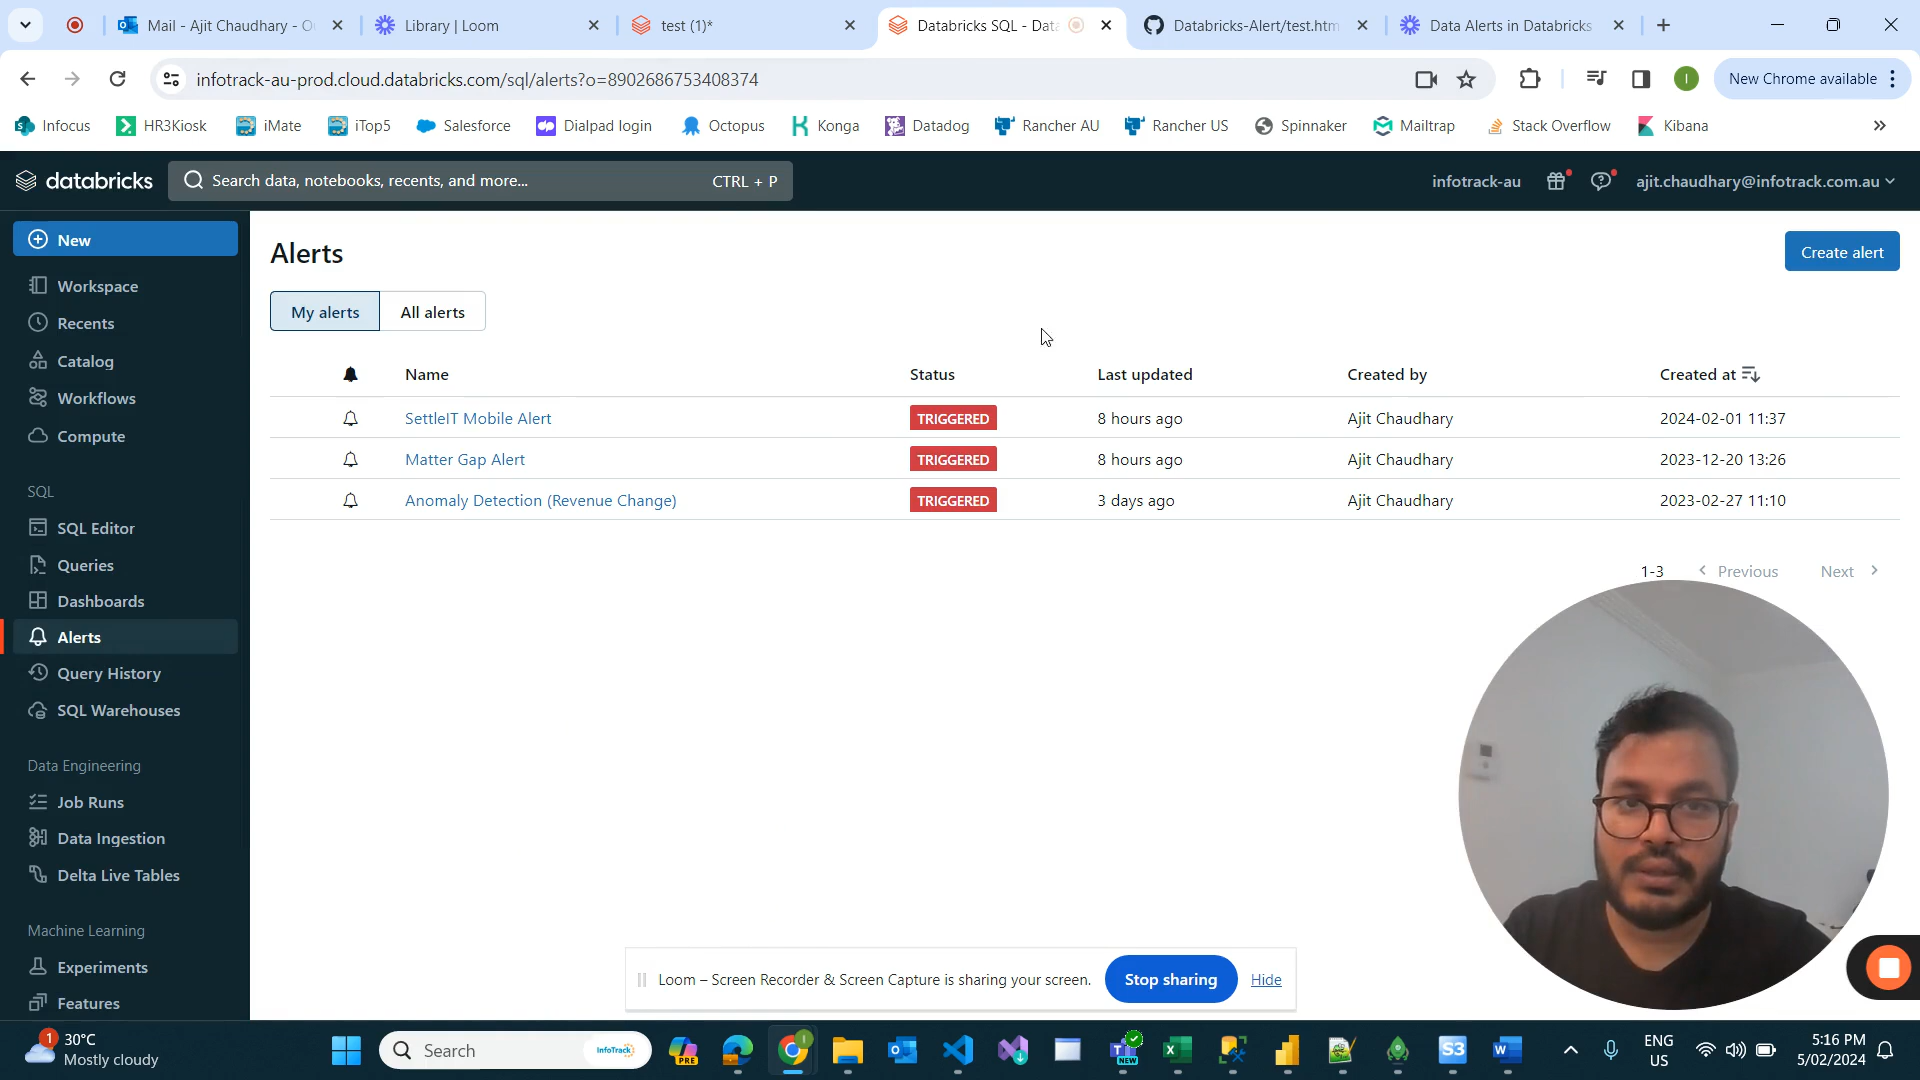 Mail - Ajit Chaudhary - O
Library | Loom
test (1)*
Databricks SQL - Data
Databricks-Alert/test.htm
Data Alerts in Databricks
infotrack-au-prod.cloud.databricks.com/sql/alerts?o=8902686753408374
I
New Chrome available
Infocus
HR3Kiosk
iMate
iTop5
Salesforce
Dialpad login
Octopus
Konga
Datadog
Rancher AU
Rancher US
Spinnaker
Mailtrap
Stack Overflow
Kibana
databricks
Search data, notebooks, recents, and more...
CTRL + P
infotrack-au
ajit.chaudhary@infotrack.com.au
New
Workspace
Recents
Catalog
Workflows
Compute
SQL
SQL Editor
Queries
Dashboards
Alerts
Query History
SQL Warehouses
Data Engineering
Job Runs
Data Ingestion
Delta Live Tables
Machine Learning
Experiments
Features
Alerts
Create alert
My alerts
All alerts
Name Status Last updated Created by Created at
SettleIT Mobile Alert TRIGGERED 8 hours ago Ajit Chaudhary 2024-02-01 11:37
Matter Gap Alert TRIGGERED 8 hours ago Ajit Chaudhary 2023-12-20 13:26
Anomaly Detection (Revenue Change) TRIGGERED 3 days ago Ajit Chaudhary 2023-02-27 11:10
1-3 Previous Next
Loom – Screen Recorder & Screen Capture is sharing your screen.
Stop sharing
Hide
1
30°C
Mostly cloudy
Search
InfoTrack
PRE
NEW
S3
ENG
US
5:16 PM
5/02/2024